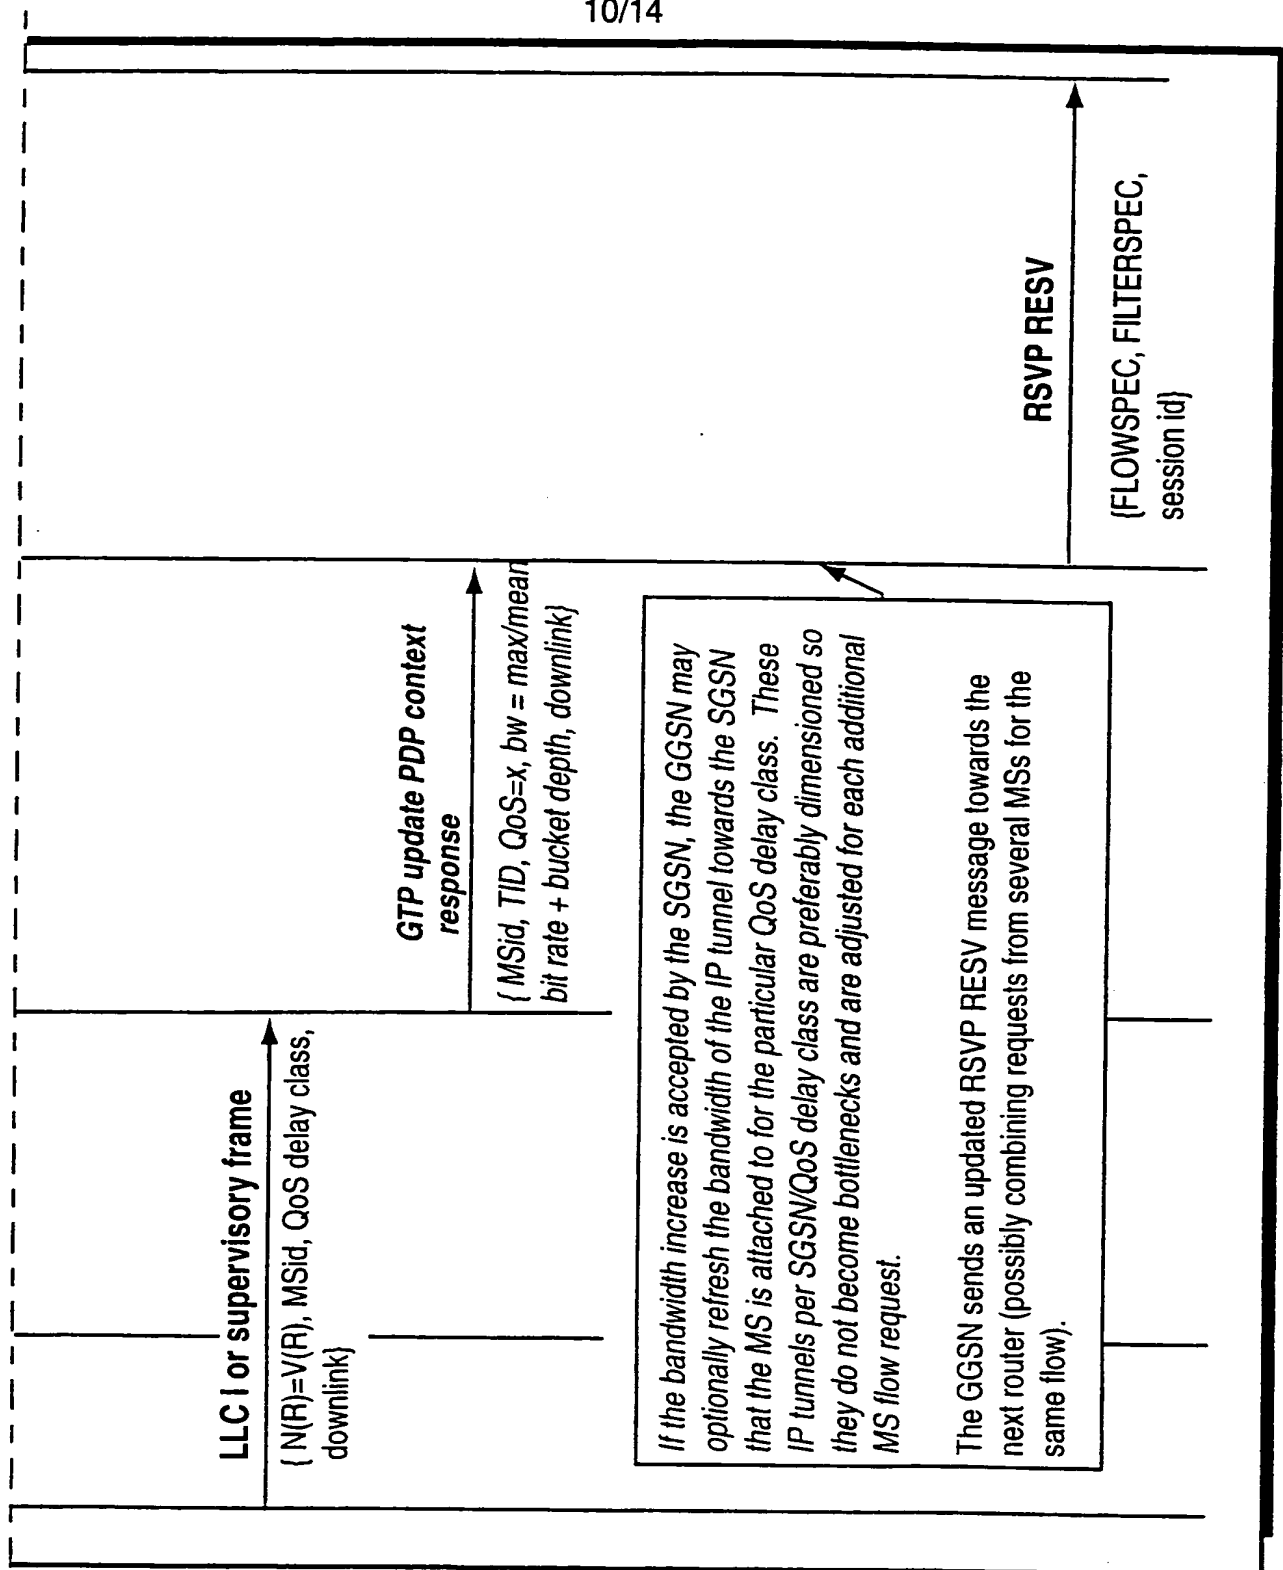 10/14
LLC I or supervisory frame
{ N(R)=V(R), MSid, QoS delay class,
downlink}
GTP update PDP context
response
{ MSid, TID, QoS=x, bw = max/mean
bit rate + bucket depth, downlink}
If the bandwidth increase is accepted by the SGSN, the GGSN may
optionally refresh the bandwidth of the IP tunnel towards the SGSN
that the MS is attached to for the particular QoS delay class. These
IP tunnels per SGSN/QoS delay class are preferably dimensioned so
they do not become bottlenecks and are adjusted for each additional
MS flow request.
The GGSN sends an updated RSVP RESV message towards the
next router (possibly combining requests from several MSs for the
same flow).
RSVP RESV
{FLOWSPEC, FILTERSPEC,
session id}